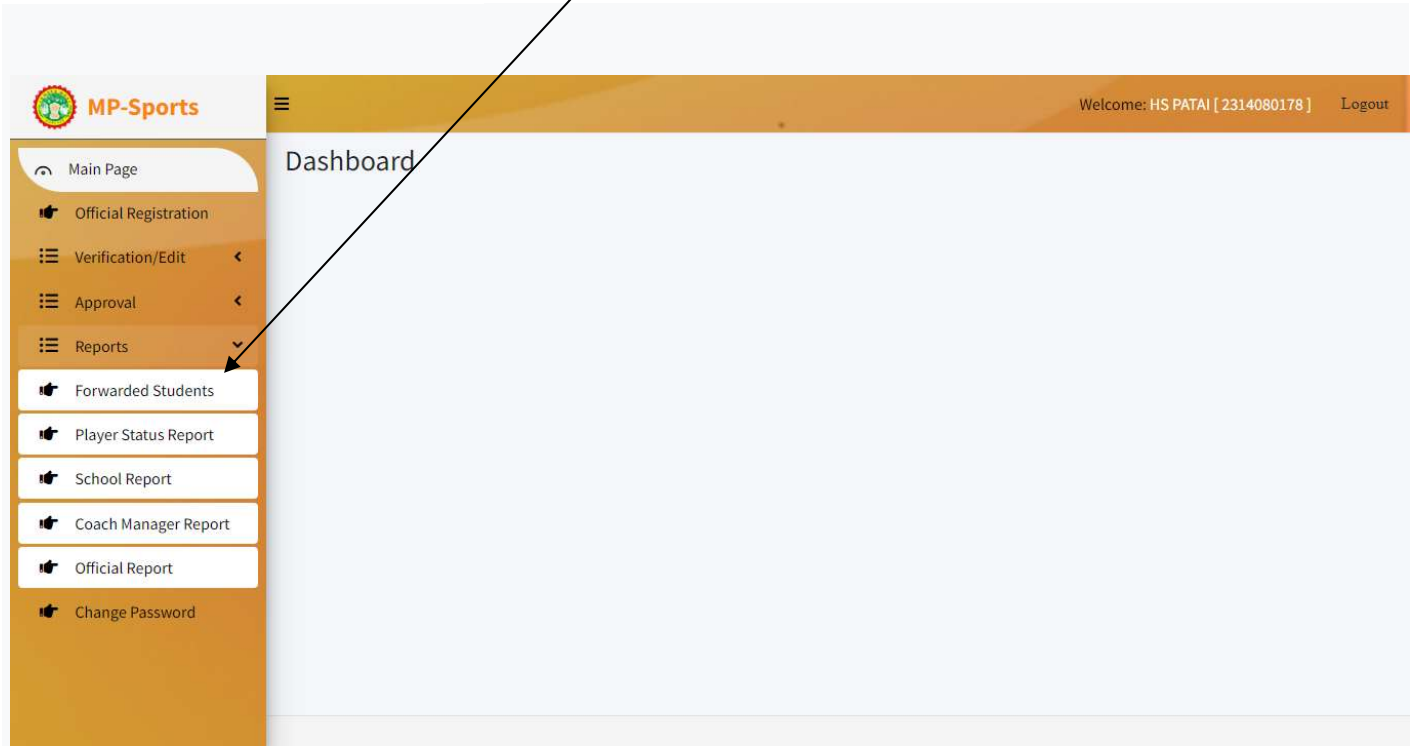 MP-Sports
Welcome: HS PATAI [ 2314080178 ] Logout
Dashboard
Main Page
Official Registration
Verification/Edit
Approval
Reports
Forwarded Students
Player Status Report
School Report
Coach Manager Report
Official Report
Change Password